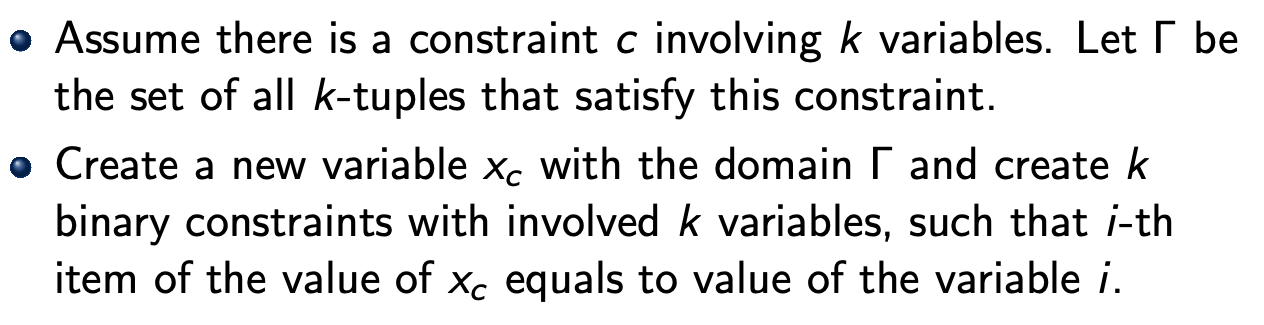 • Assume there is a constraint c involving k variables. Let Γ be
the set of all k-tuples that satisfy this constraint.
• Create a new variable x_c with the domain Γ and create k
binary constraints with involved k variables, such that i-th
item of the value of x_c equals to value of the variable i.